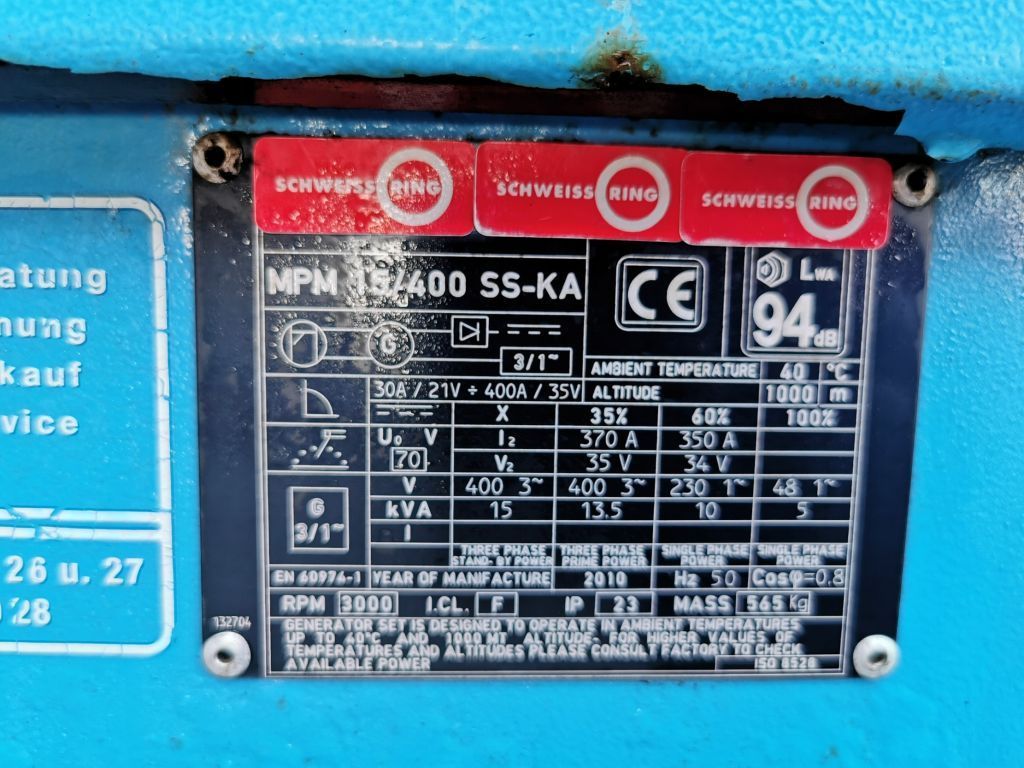 SCHWEISS RING SCHWEISS RING SCHWEISS RING
MPM 15/400 SS-KA
CE
LWA
94 dB
G
3/1~
AMBIENT TEMPERATURE 40 °C
30A / 21V ÷ 400A / 35V ALTITUDE 1000 m
X 35% 60% 100%
U₀ V I₂ 370 A 350 A
70 V₂ 35 V 34 V
G 3/1~
V 400 3~ 400 3~ 230 1~ 48 1~
kVA 15 13.5 10 5
I
THREE PHASE THREE PHASE SINGLE PHASE SINGLE PHASE
STAND-BY POWER PRIME POWER POWER POWER
EN 60974-1 YEAR OF MANIFACTURE 2010 Hz 50 Cosφ=0.8
RPM 3000 I.CL. F IP 23 MASS 565 Kg
132704
GENERATOR SET IS DESIGNED TO OPERATE IN AMBIENT TEMPERATURES
UP TO 40°C AND 1000 MT ALTITUDE- FOR HIGHER VALUES OF
TEMPERATURES AND ALTITUDES PLEASE CONSULT FACTORY TO CHECK
AVAILABLE POWER
ISO 8528
atung
nung
kauf
vice
26 u. 27
28